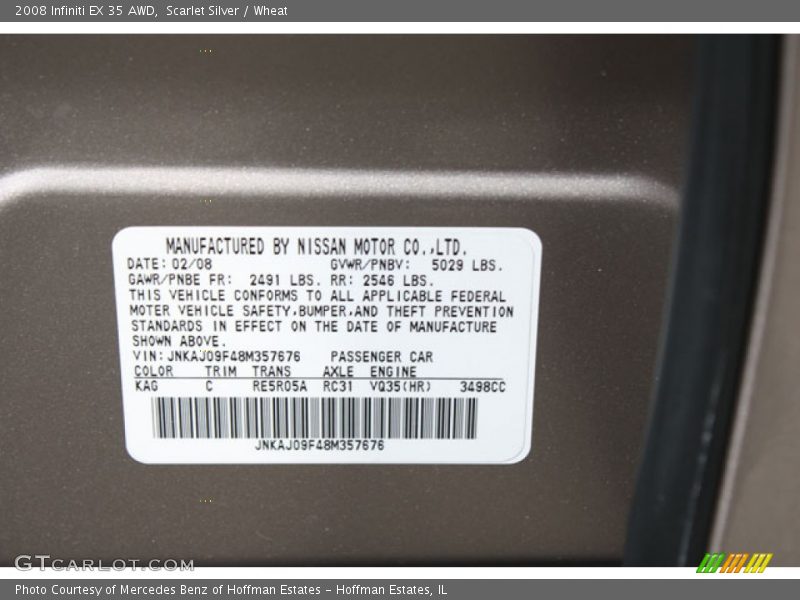 2008 Infiniti EX 35 AWD, Scarlet Silver / Wheat
MANUFACTURED BY NISSAN MOTOR CO.,LTD.
DATE: 02/08 GVWR/PNBV: 5029 LBS.
GAWR/PNBE FR: 2491 LBS. RR: 2546 LBS.
THIS VEHICLE CONFORMS TO ALL APPLICABLE FEDERAL
MOTER VEHICLE SAFETY,BUMPER,AND THEFT PREVENTION
STANDARDS IN EFFECT ON THE DATE OF MANUFACTURE
SHOWN ABOVE.
VIN: JNKAJ09F48M357676 PASSENGER CAR
COLOR TRIM TRANS AXLE ENGINE
KAG C RE5R05A RC31 VQ35(HR) 3498CC
JNKAJ09F48M357676
GTCARLOT.COM
Photo Courtesy of Mercedes Benz of Hoffman Estates - Hoffman Estates, IL